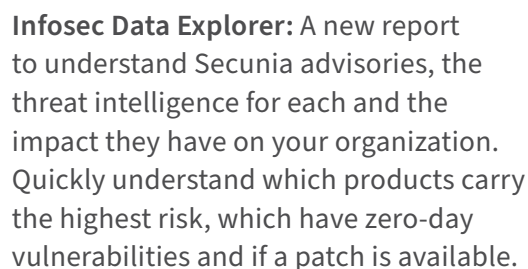 Infosec Data Explorer: A new report
to understand Secunia advisories, the
threat intelligence for each and the
impact they have on your organization.
Quickly understand which products carry
the highest risk, which have zero-day
vulnerabilities and if a patch is available.